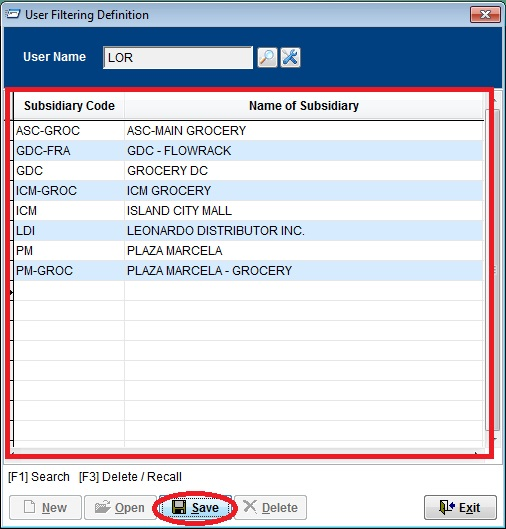 User Filtering Definition
User Name LOR
Subsidiary Code Name of Subsidiary
ASC-GROC ASC-MAIN GROCERY
GDC-FRA GDC - FLOWRACK
GDC GROCERY DC
ICM-GROC ICM GROCERY
ICM ISLAND CITY MALL
LDI LEONARDO DISTRIBUTOR INC.
PM PLAZA MARCELA
PM-GROC PLAZA MARCELA - GROCERY
[F1] Search [F3] Delete / Recall
New Open Save Delete Exit